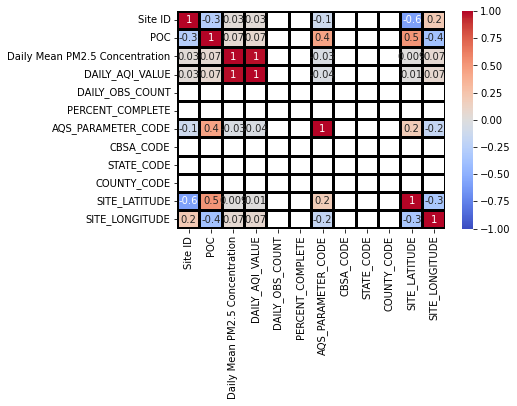 Site ID 1 -0.3 0.03 0.03 -0.1 -0.6 0.2
POC -0.3 1 0.07 0.07 0.4 0.5 -0.4
Daily Mean PM2.5 Concentration 0.03 0.07 1 1 -0.03 0.009 0.07
DAILY_AQI_VALUE 0.03 0.07 1 1 -0.04 0.01 0.07
DAILY_OBS_COUNT
PERCENT_COMPLETE
AQS_PARAMETER_CODE -0.1 0.4 -0.03 -0.04 1 0.2 -0.2
CBSA_CODE
STATE_CODE
COUNTY_CODE
SITE_LATITUDE -0.6 0.5 0.009 0.01 0.2 1 -0.3
SITE_LONGITUDE 0.2 -0.4 0.07 0.07 -0.2 -0.3 1
Site ID
POC
Daily Mean PM2.5 Concentration
DAILY_AQI_VALUE
DAILY_OBS_COUNT
PERCENT_COMPLETE
AQS_PARAMETER_CODE
CBSA_CODE
STATE_CODE
COUNTY_CODE
SITE_LATITUDE
SITE_LONGITUDE
1.00
0.75
0.50
0.25
0.00
-0.25
-0.50
-0.75
-1.00